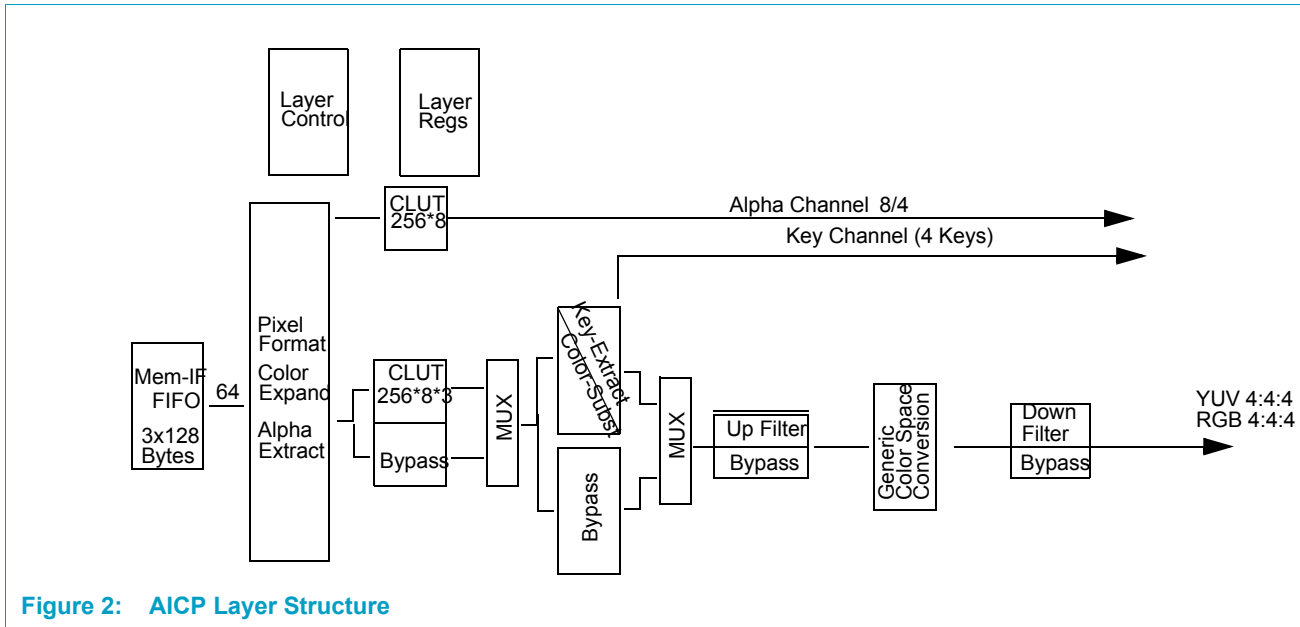 Layer
Control
Layer
Regs
CLUT
256*8
Alpha Channel 8/4
Key Channel (4 Keys)
Mem-IF
FIFO
3x128
Bytes
64
Pixel
Format
Color
Expand
Alpha
Extract
CLUT
256*8*3
Bypass
MUX
Key-Extract
Color-Subst
Bypass
MUX
Up Filter
Bypass
Generic
Color Space
Conversion
Down
Filter
Bypass
YUV 4:4:4
RGB 4:4:4
Figure 2: AICP Layer Structure